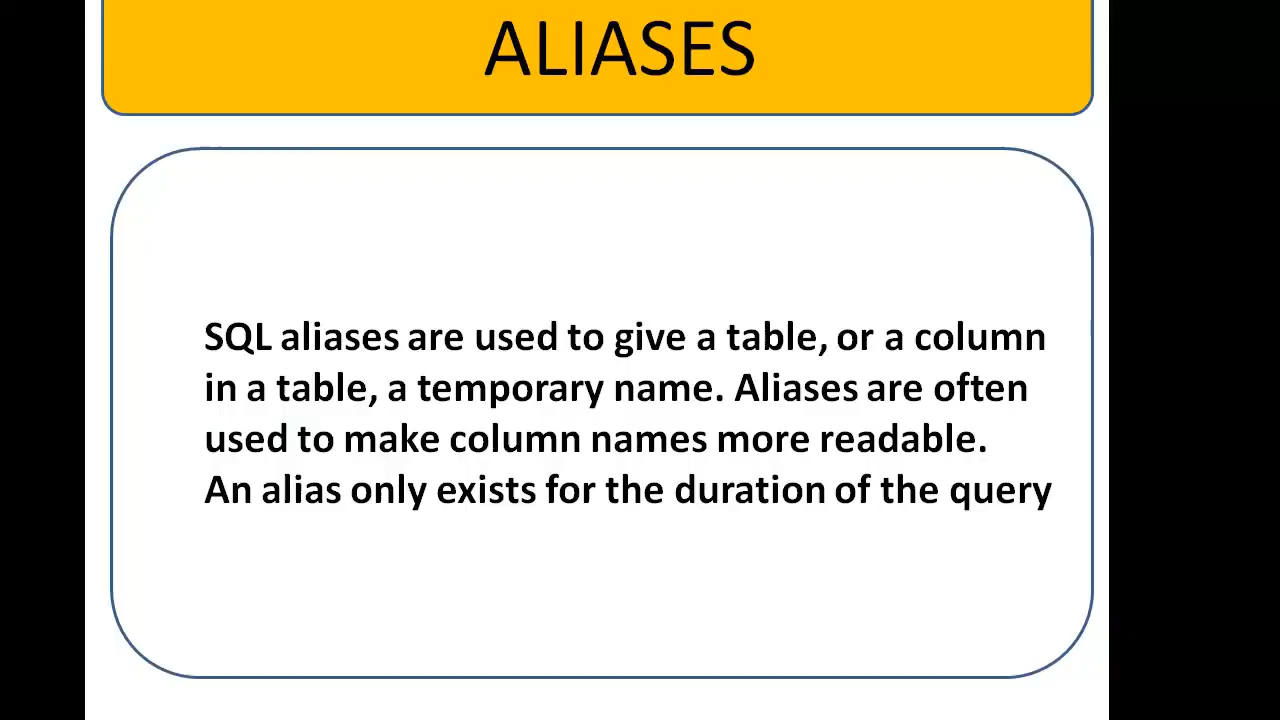 ALIASES
SQL aliases are used to give a table, or a column
in a table, a temporary name. Aliases are often
used to make column names more readable.
An alias only exists for the duration of the query